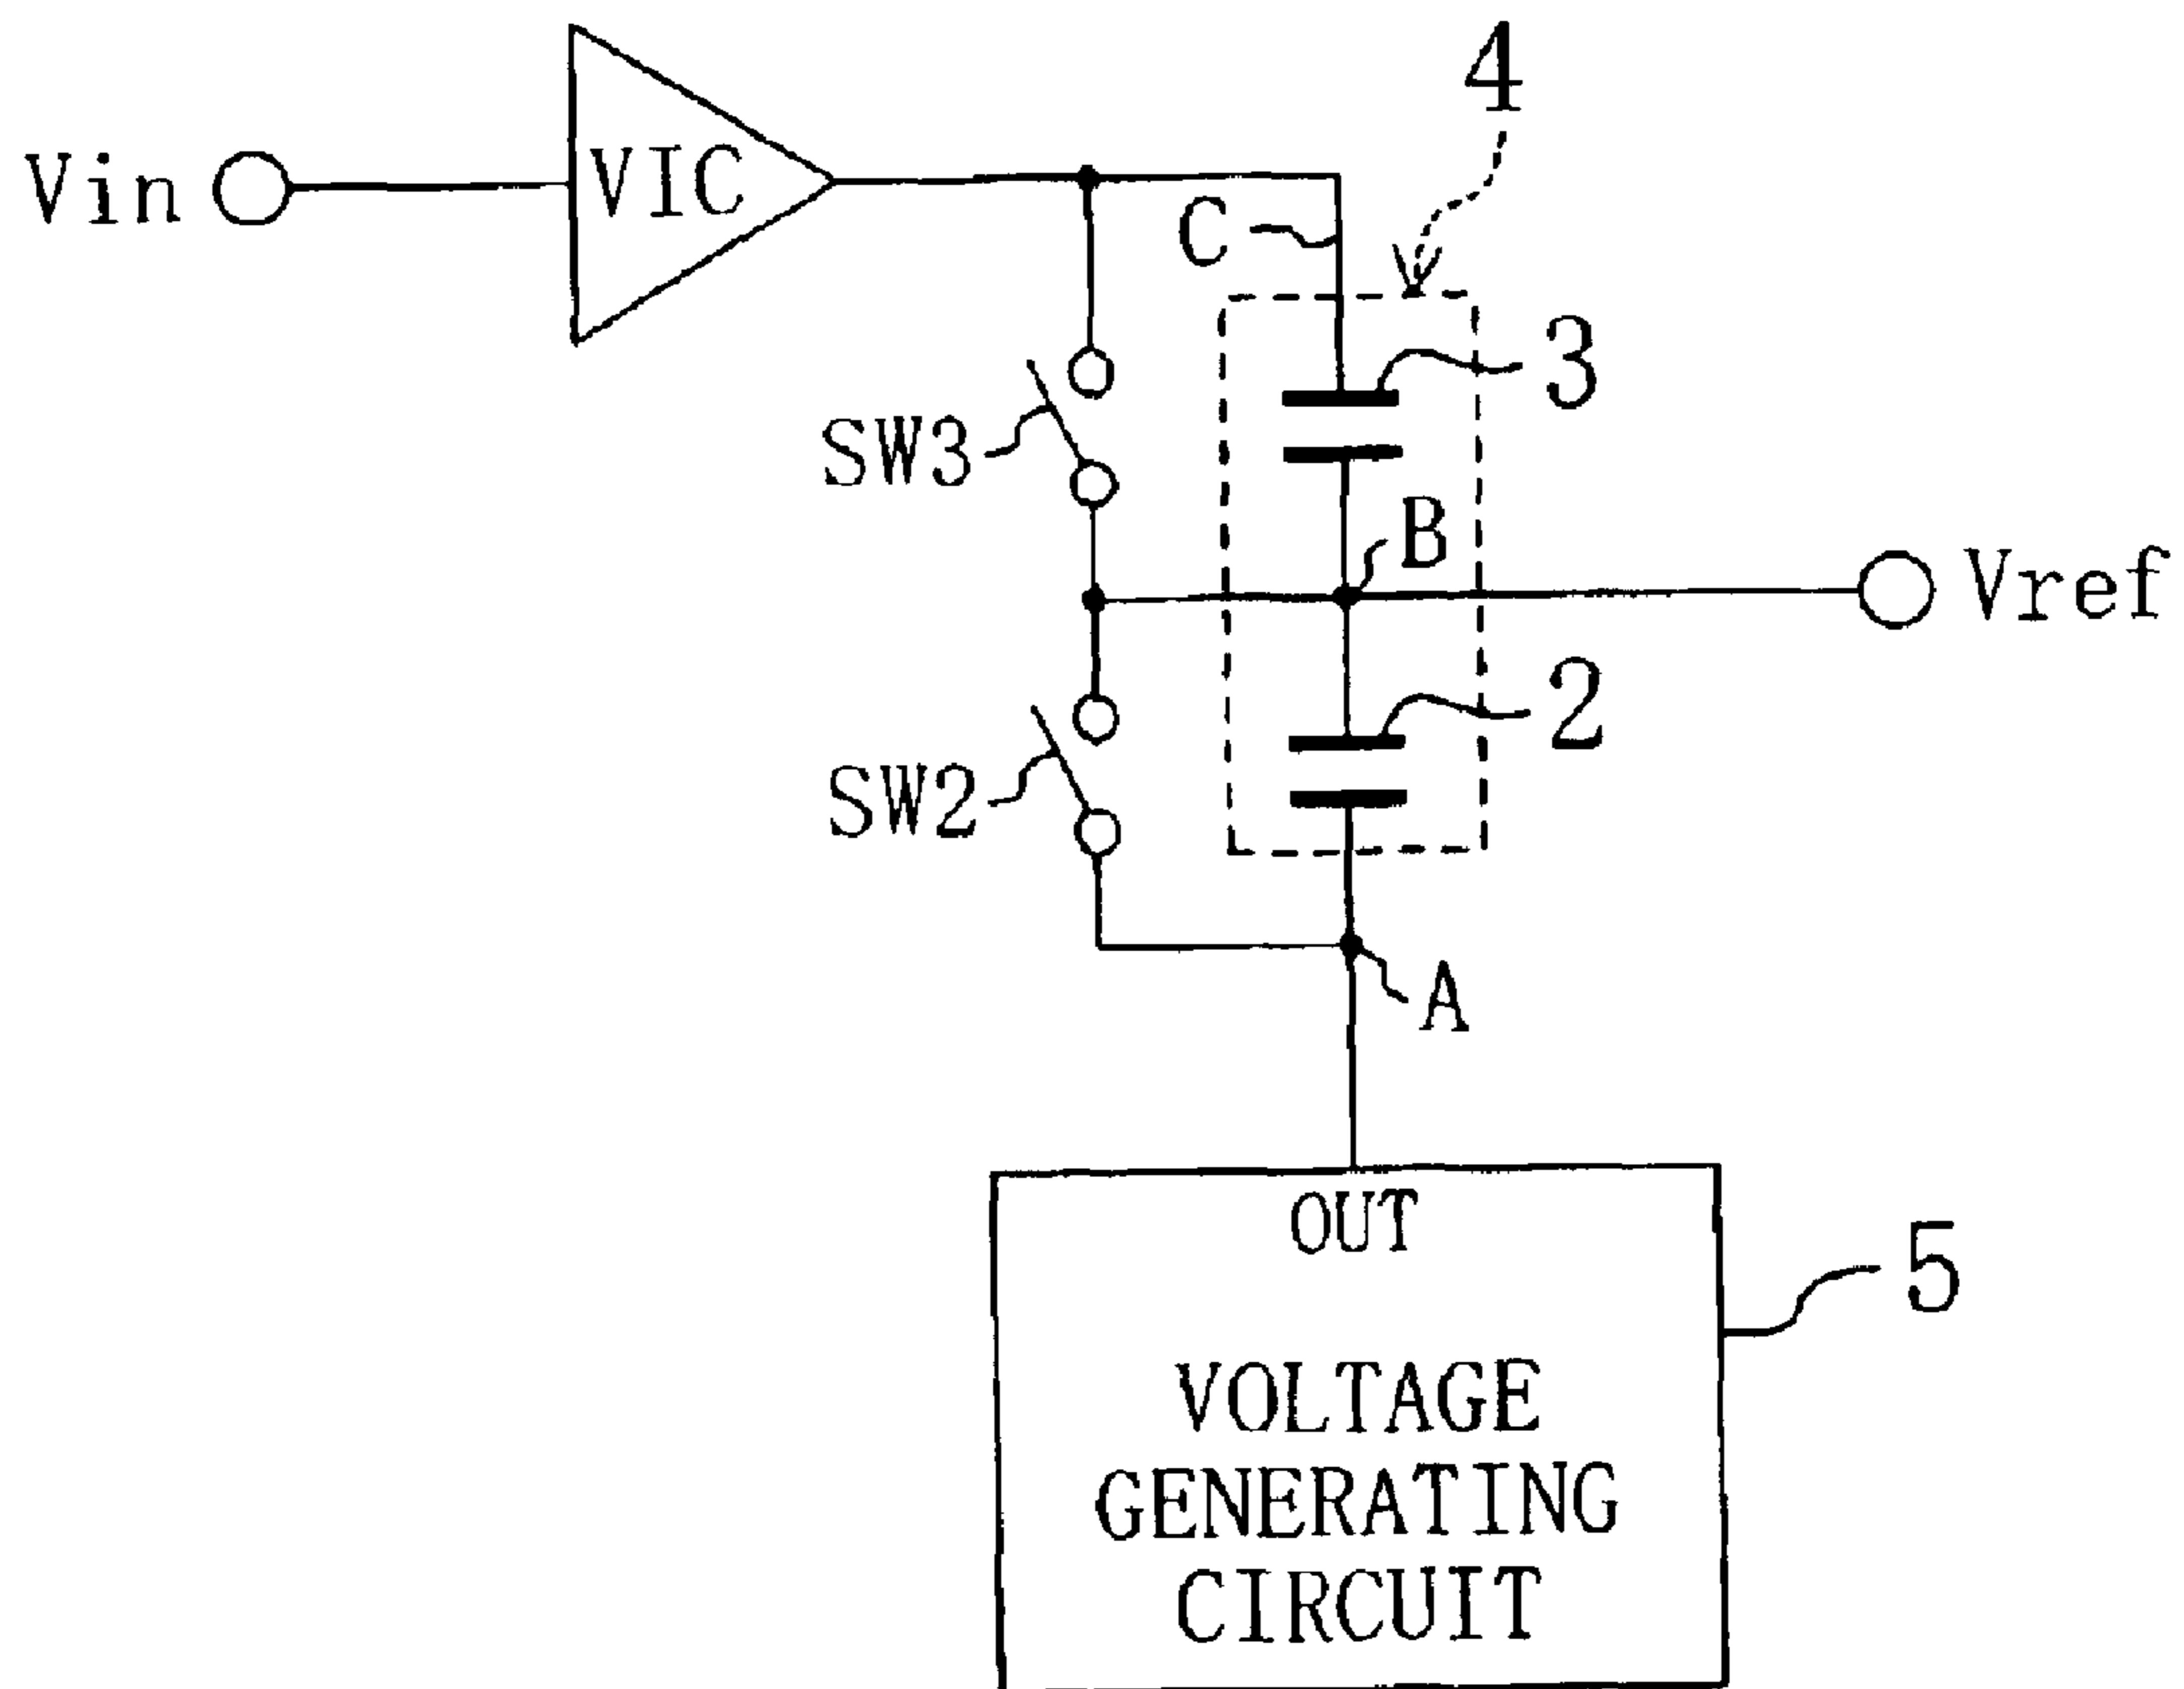 4
Vin
VIC
C
3
SW3
B
Vref
2
SW2
A
OUT
5
VOLTAGE
GENERATING
CIRCUIT